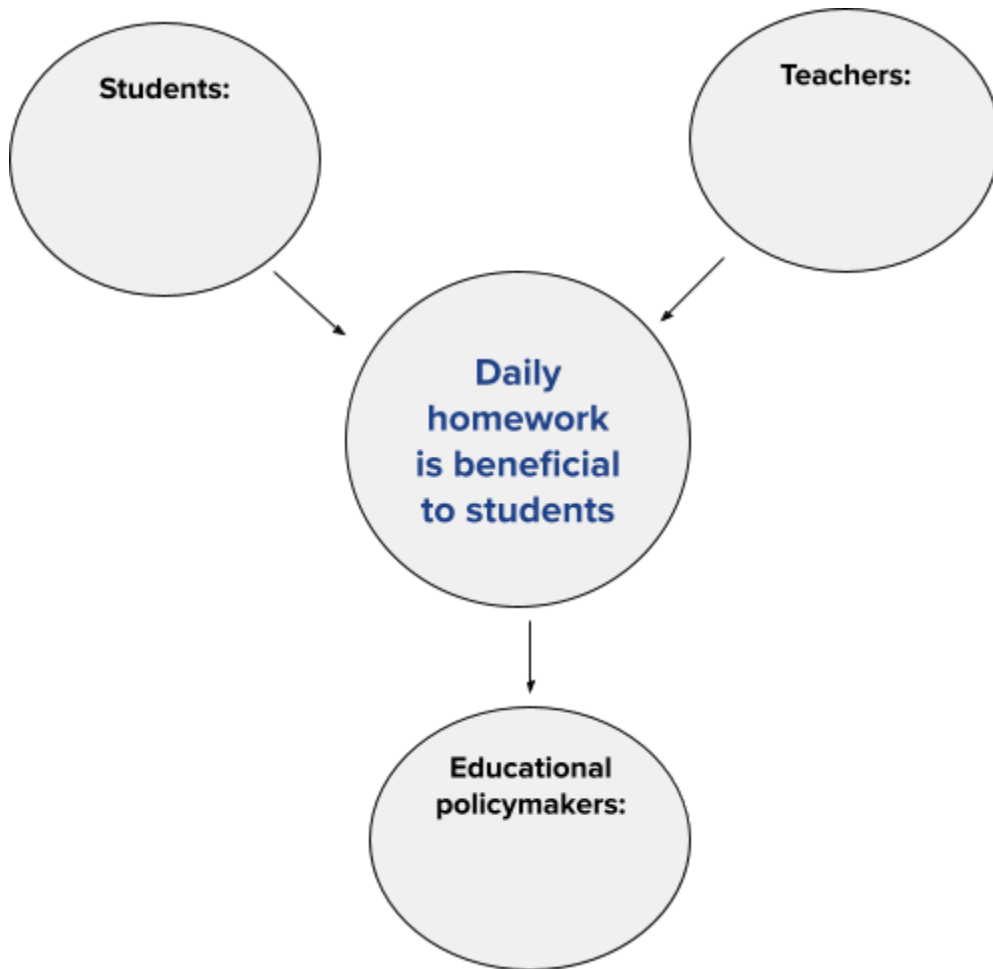 Students:
Teachers:
Daily
homework
is beneficial
to students
Educational
policymakers: